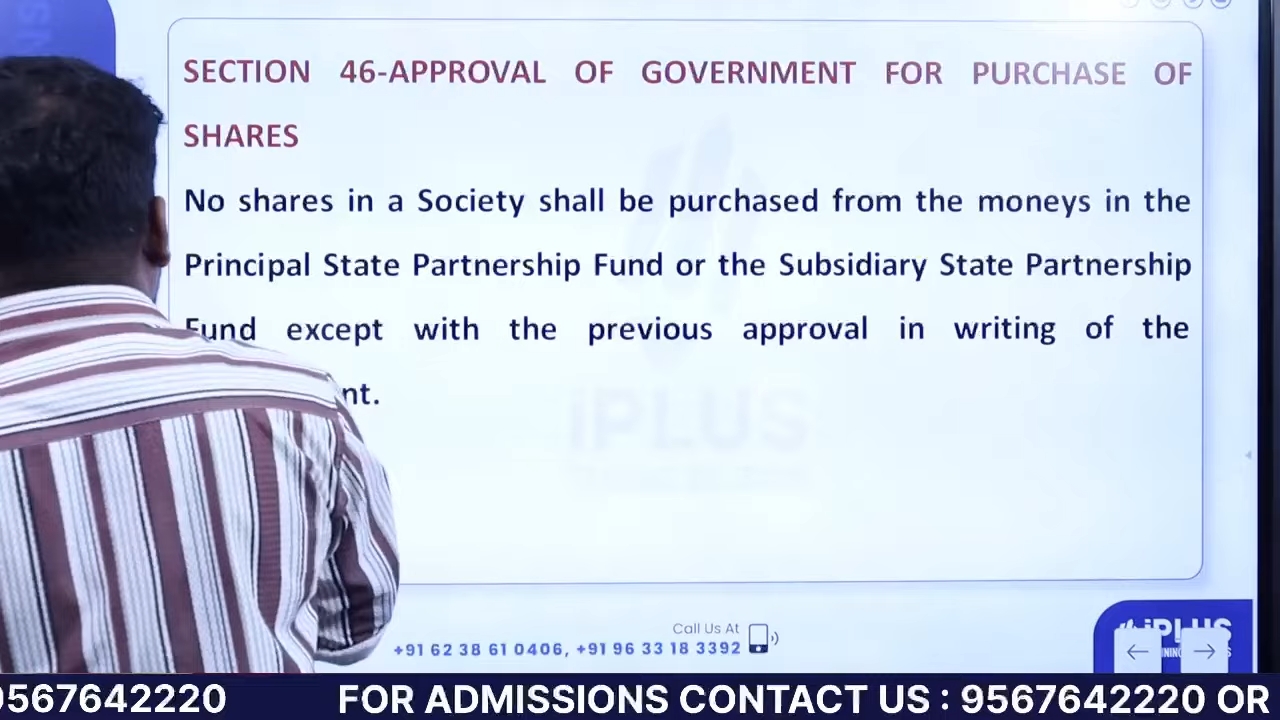 SECTION 46-APPROVAL OF GOVERNMENT FOR PURCHASE OF
SHARES
No shares in a Society shall be purchased from the moneys in the
Principal State Partnership Fund or the Subsidiary State Partnership
Fund except with the previous approval in writing of the
nt.
iPLUS
Call Us At
+91 62 38 61 0406, +91 96 33 18 3392
iPLUS
9567642220 FOR ADMISSIONS CONTACT US : 9567642220 OR